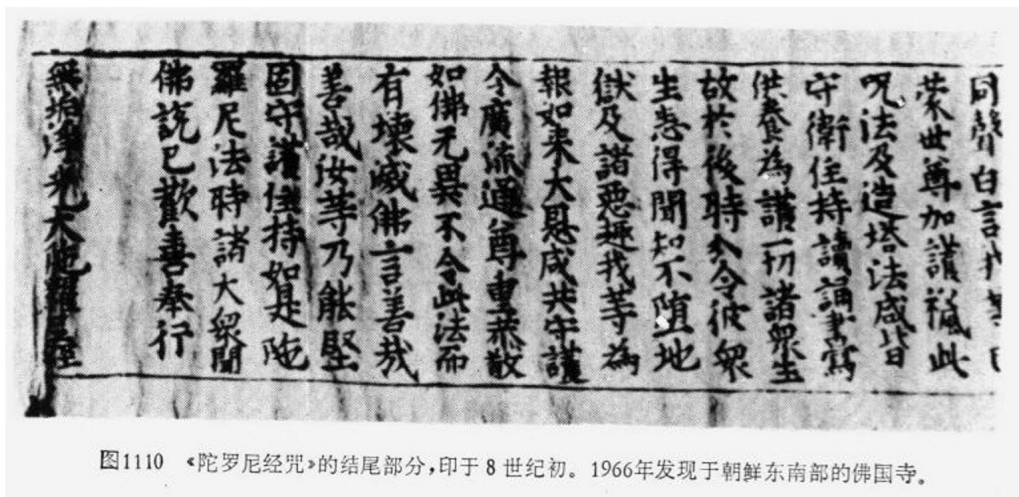 同聲白言我等
蒙世尊加護此
呪法及造塔法咸皆
守衛住持讀誦書寫
供養為護一切諸眾生
故於後時分令彼眾
生悉得聞知不墮地
獄及諸惡趣我等為
報如來大恩咸共守護
令廣流通尊重恭敬
如佛无異不令此法而
有壞滅佛言善哉
善哉汝等乃能堅
固守護住持如是陁
羅尼法時諸大眾聞
佛說已歡喜奉行
無垢淨光大陁羅尼經
图1110 《陀罗尼经咒》的结尾部分,印于8世纪初。1966年发现于朝鲜东南部的佛国寺。